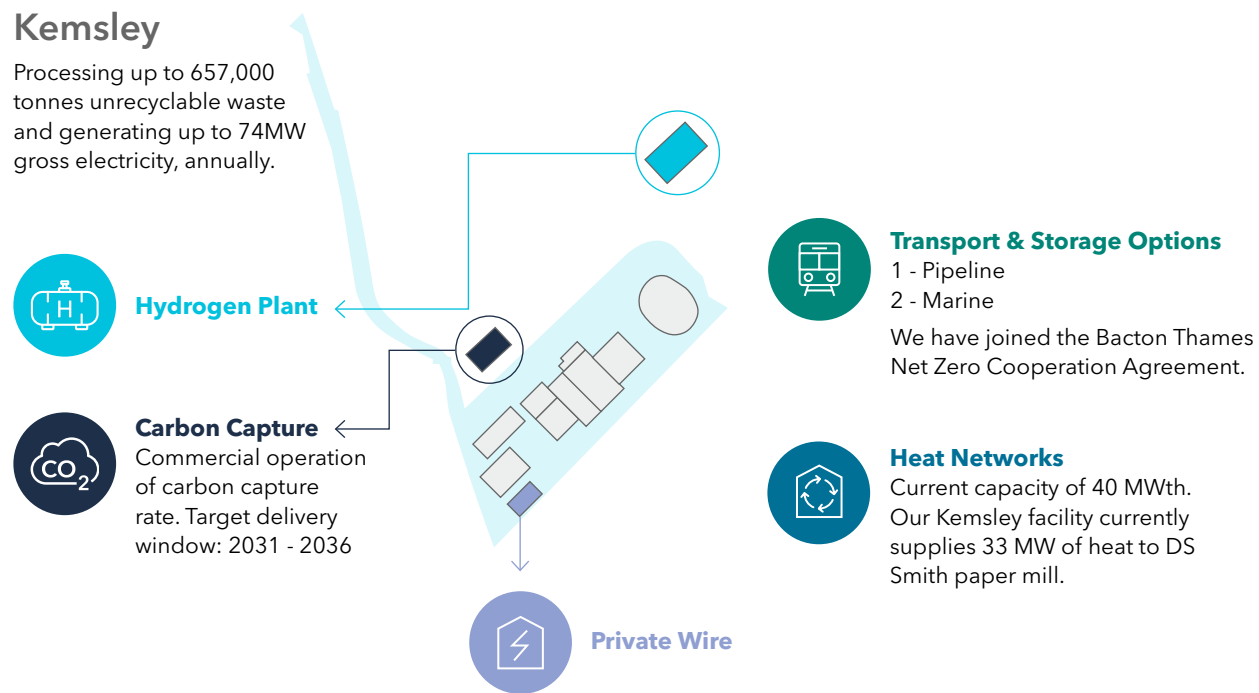 Kemsley
Processing up to 657,000
tonnes unrecyclable waste
and generating up to 74MW
gross electricity, annually.
H
Hydrogen Plant
CO2
Carbon Capture
Commercial operation
of carbon capture
rate. Target delivery
window: 2031 - 2036
Private Wire
Transport & Storage Options
1 - Pipeline
2 - Marine
We have joined the Bacton Thames
Net Zero Cooperation Agreement.
Heat Networks
Current capacity of 40 MWth.
Our Kemsley facility currently
supplies 33 MW of heat to DS
Smith paper mill.